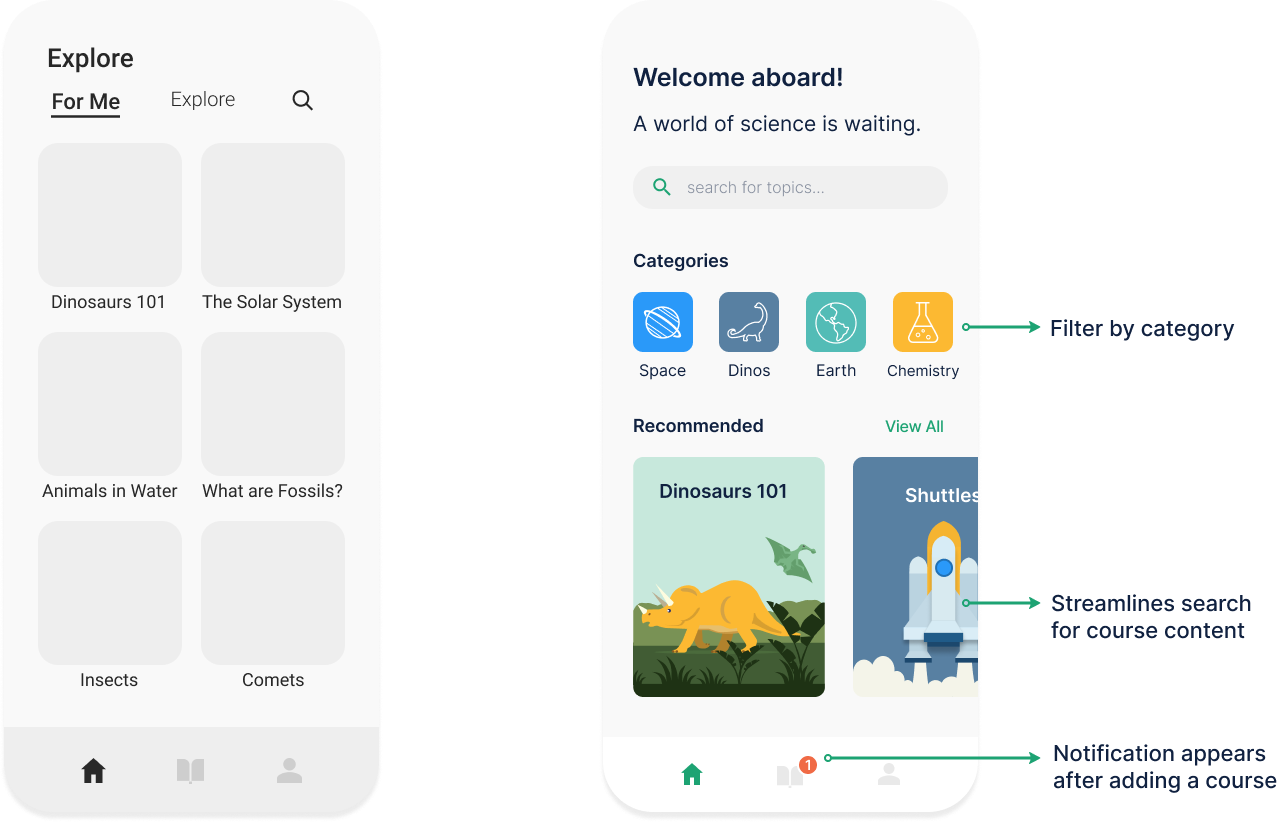 Explore
For Me
Explore
Dinosaurs 101
The Solar System
Animals in Water
What are Fossils?
Insects
Comets
Welcome aboard!
A world of science is waiting.
search for topics...
Categories
Space
Dinos
Earth
Chemistry
Filter by category
Recommended
View All
Dinosaurs 101
Shuttles
Streamlines search
for course content
1
Notification appears
after adding a course